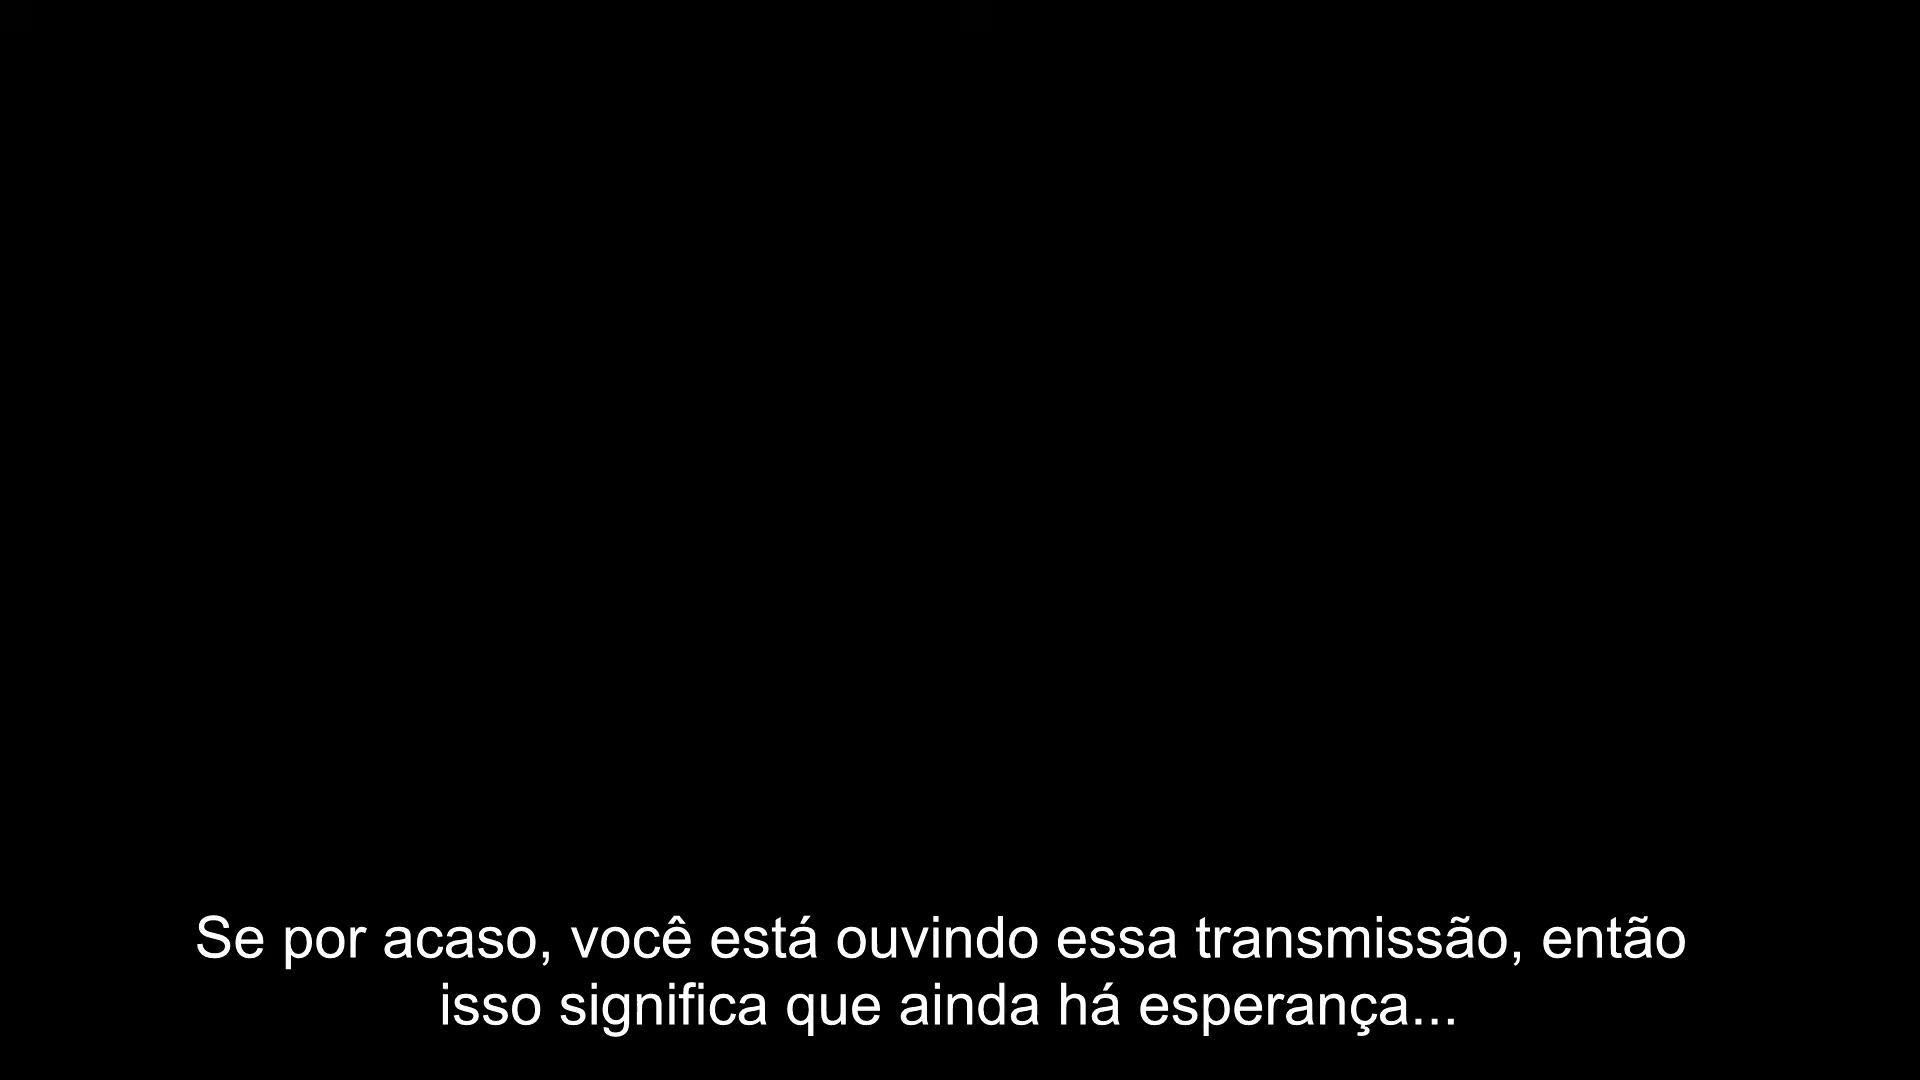 Se por acaso, você está ouvindo essa transmissão, então
isso significa que ainda há esperança...